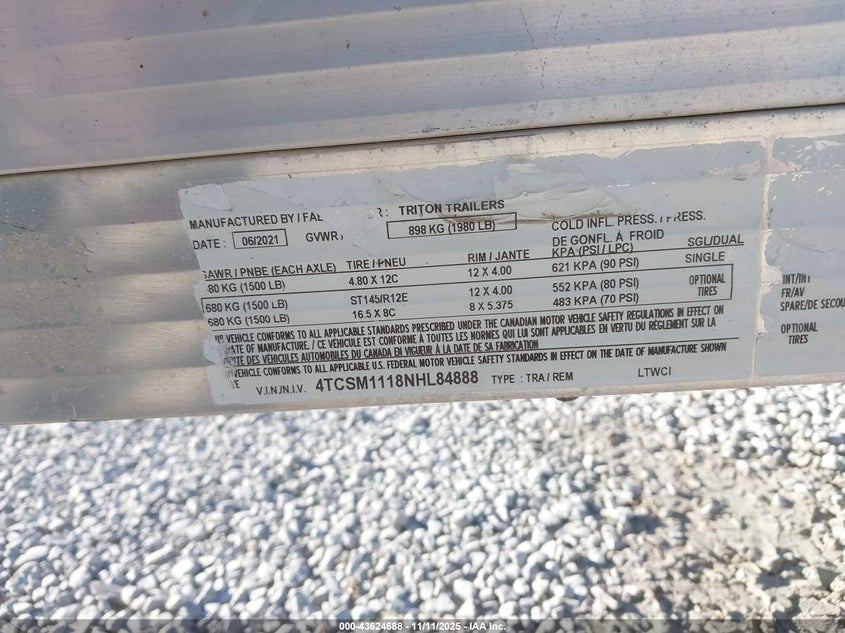 MANUFACTURED BY / FAB R : TRITON TRAILERS
DATE : 06/2021 GVWR / 898 KG (1980 LB) COLD INFL. PRESS. / PRESS. DE GONFL. À FROID
GAWR / PNBE (EACH AXLE) TIRE / PNEU RIM / JANTE KPA (PSI / LPC) SGL/DUAL
80 KG (1500 LB) 4.80 X 12C 12 X 4.00 621 KPA (90 PSI) SINGLE
680 KG (1500 LB) ST145/R12E 12 X 4.00 552 KPA (80 PSI) OPTIONAL
680 KG (1500 LB) 16.5 X 8C 8 X 5.375 483 KPA (70 PSI) TIRES
VEHICLE CONFORMS TO ALL APPLICABLE STANDARDS PRESCRIBED UNDER THE CANADIAN MOTOR VEHICLE SAFETY REGULATIONS IN EFFECT ON
DATE OF MANUFACTURE. / CE VÉHICULE EST CONFORME À TOUTES LES NORMES QUI LUI SONT APPLICABLES EN VERTU DU RÈGLEMENT SUR LA
DES VÉHICULES AUTOMOBILES DU CANADA EN VIGUEUR À LA DATE DE SA FABRICATION
VEHICLE CONFORMS TO ALL APPLICABLE U.S. FEDERAL MOTOR VEHICLE SAFETY STANDARDS IN EFFECT ON THE DATE OF MANUFACTURE SHOWN
VE
V.I.N./N.I.V. 4TCSM1118NHL84888 TYPE : TRA / REM LTWCI
INT/IN
FR/AV
SPARE/DE SECOU
OPTIONAL
TIRES
000-43624688 - 11/11/2025 - IAA Inc.